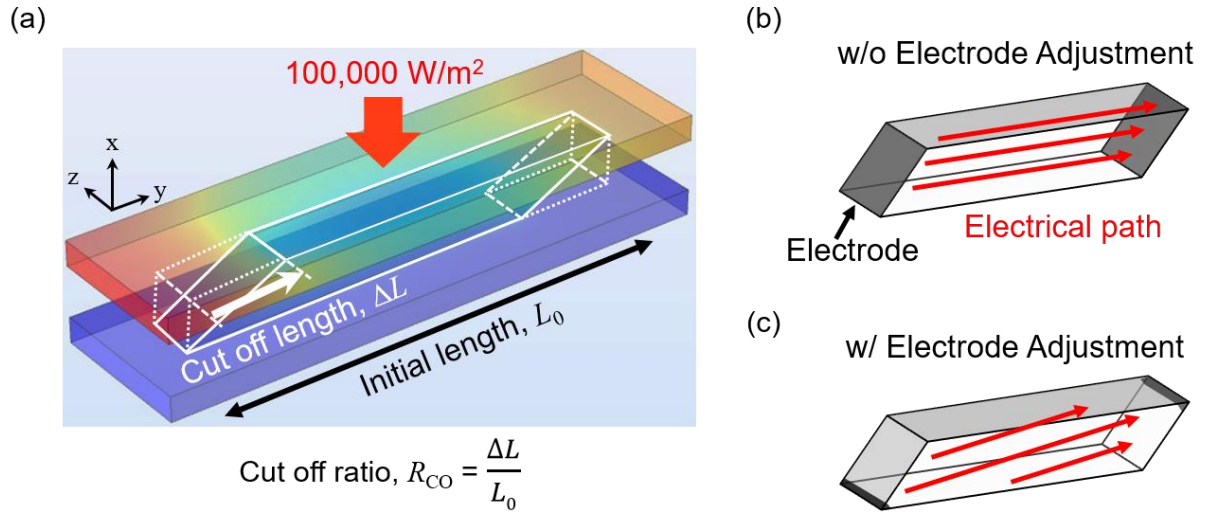 (a)
100,000 W/m²
x
z
y
Cut off length, ΔL
Initial length, L₀
Cut off ratio, R_CO = ΔL / L₀
(b)
w/o Electrode Adjustment
Electrode
Electrical path
(c)
w/ Electrode Adjustment